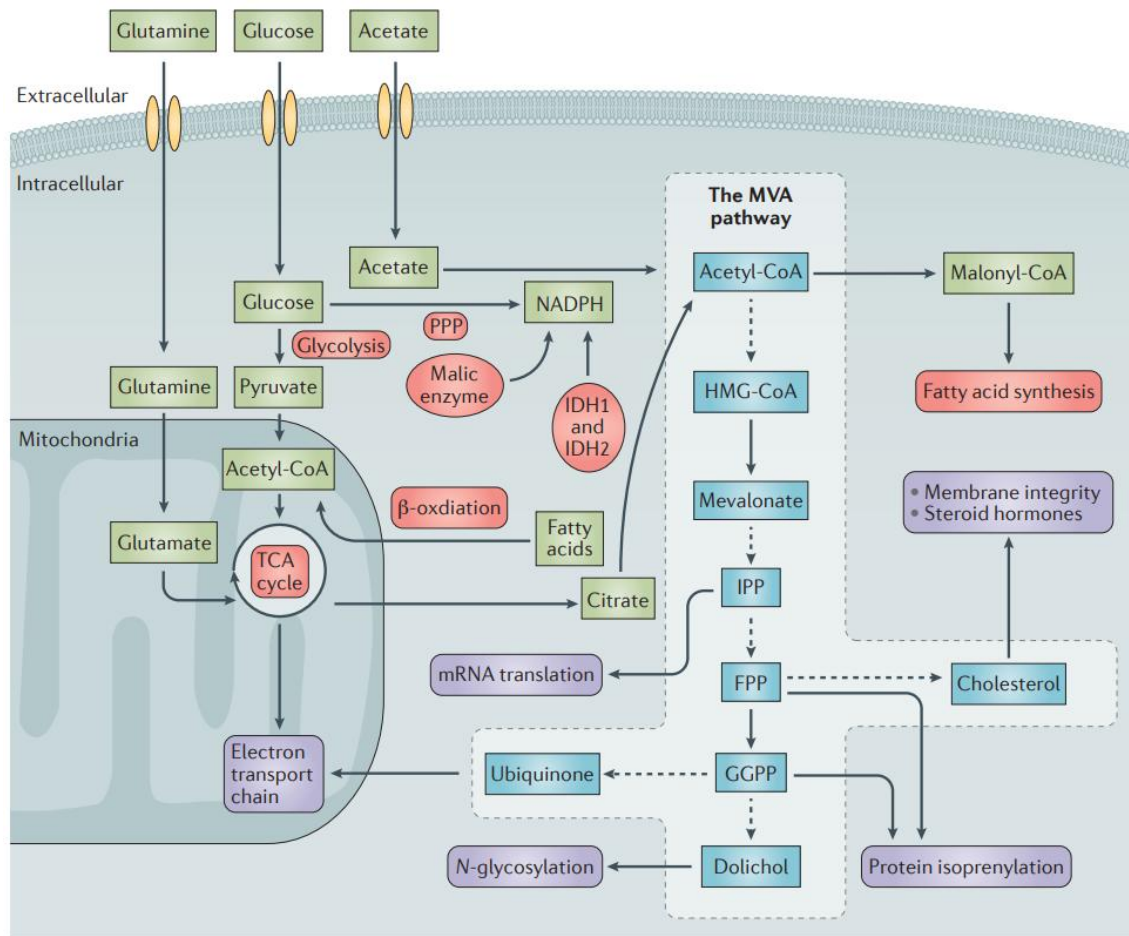 Glutamine
Glucose
Acetate
Extracellular
Intracellular
The MVA
pathway
Acetate
Acetyl-CoA
Malonyl-CoA
Glucose
NADPH
PPP
Glycolysis
Malic
enzyme
Glutamine
Pyruvate
HMG-CoA
Fatty acid synthesis
IDH1
and
IDH2
Mitochondria
Acetyl-CoA
β-oxdiation
Mevalonate
• Membrane integrity
• Steroid hormones
Glutamate
TCA
cycle
Fatty
acids
Citrate
IPP
mRNA translation
FPP
Cholesterol
Electron
transport
chain
Ubiquinone
GGPP
N-glycosylation
Dolichol
Protein isoprenylation